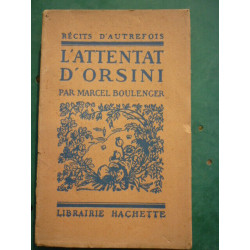 RÉCITS D'AUTREFOIS
L'ATTENTAT
D'ORSINI
PAR MARCEL BOULENGER
LIBRAIRIE HACHETTE